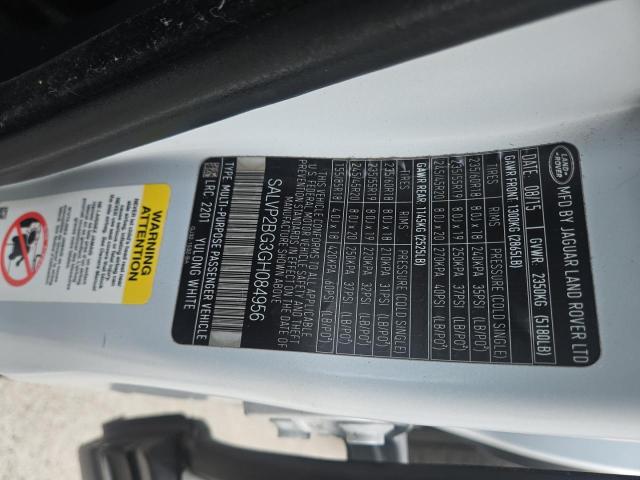 LAND ROVER
MFD BY JAGUAR LAND ROVER LTD
DATE: 08/15 GVWR 2350KG (5180LB)
GAWR FRONT: 1300KG (2865LB)
TIRES RIMS PRESSURE (COLD SINGLE)
235/60R18 8.0J x 18 240KPA 35PSI (LB/PO²)
235/55R19 8.0J x 19 250KPA 37PSI (LB/PO²)
245/45R20 8.0J x 20 270KPA 40PSI (LB/PO²)
GAWR REAR: 1145KG (2525LB)
TIRES RIMS PRESSURE (COLD SINGLE)
235/60R18 8.0J x 18 210KPA 31PSI (LB/PO²)
235/55R19 8.0J x 19 220KPA 32PSI (LB/PO²)
245/45R20 8.0J x 20 240KPA 34PSI (LB/PO²)
155/85R18 4.0J x 18 420KPA 60PSI (LB/PO²)
THIS VEHICLE CONFORMS TO ALL APPLICABLE
U.S. FEDERAL MOTOR VEHICLE SAFETY AND THEFT
PREVENTION STANDARDS IN EFFECT ON THE DATE OF
MANUFACTURE SHOWN ABOVE
SALVP2BG3GH084956
TYPE: MULTI-PURPOSE PASSENGER VEHICLE
LRC 2201 YULONG WHITE
WARNING
ATTENTION